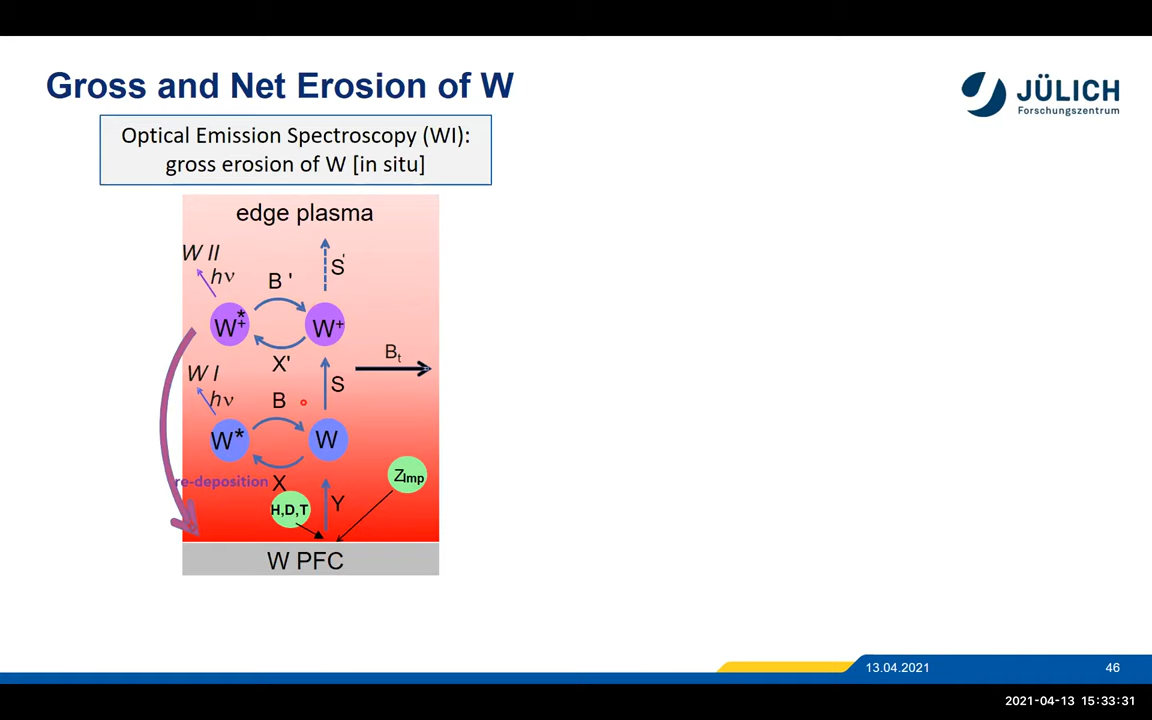 Gross and Net Erosion of W
JÜLICH
Forschungszentrum
Optical Emission Spectroscopy (WI):
gross erosion of W [in situ]
edge plasma
W II
hν
B '
S'
W+*
W+
X'
Bt
W I
hν
B
S
W*
W
re-deposition
X
ZImp
H,D,T
Y
W PFC
13.04.2021
46
2021-04-13 15:33:31